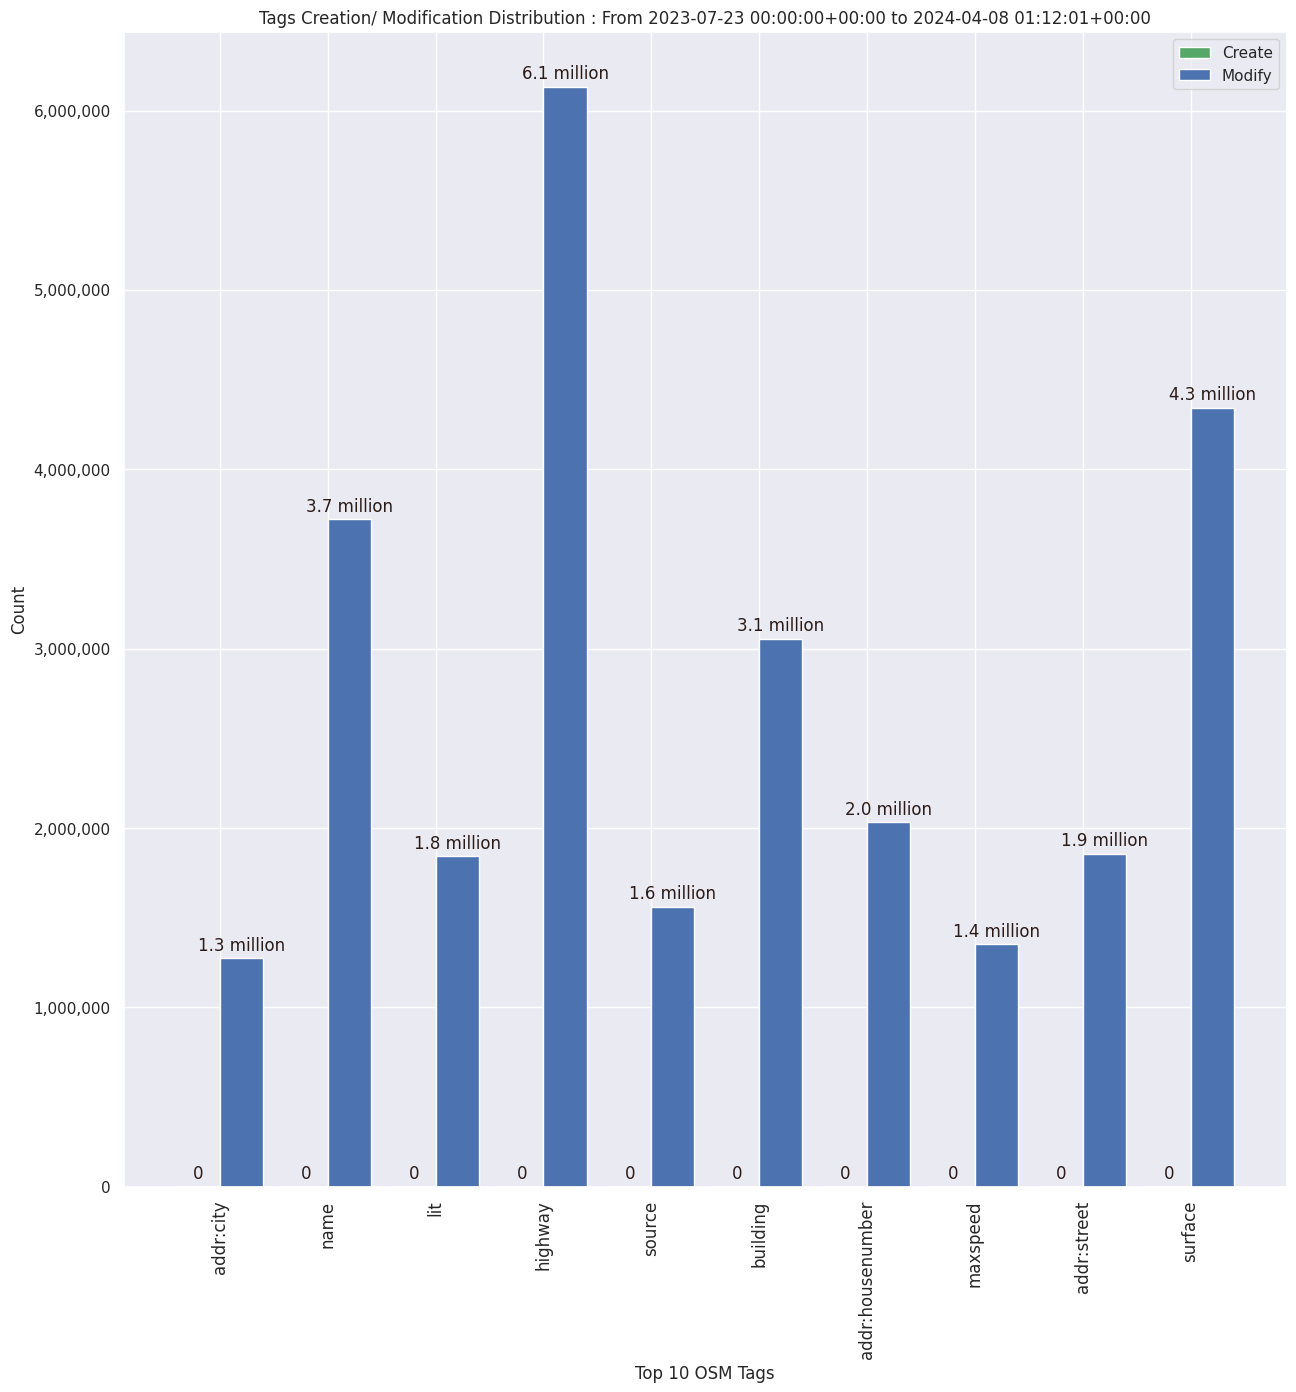 Tags Creation/ Modification Distribution : From 2023-07-23 00:00:00+00:00 to 2024-04-08 01:12:01+00:00
Create
Modify
6.1 million
6,000,000
5,000,000
4.3 million
4,000,000
3.7 million
3.1 million
3,000,000
2.0 million
2,000,000
1.9 million
1.8 million
1.6 million
1.4 million
1.3 million
1,000,000
0 0 0 0 0 0 0 0 0 0
0
Count
addr:city
name
lit
highway
source
building
addr:housenumber
maxspeed
addr:street
surface
Top 10 OSM Tags